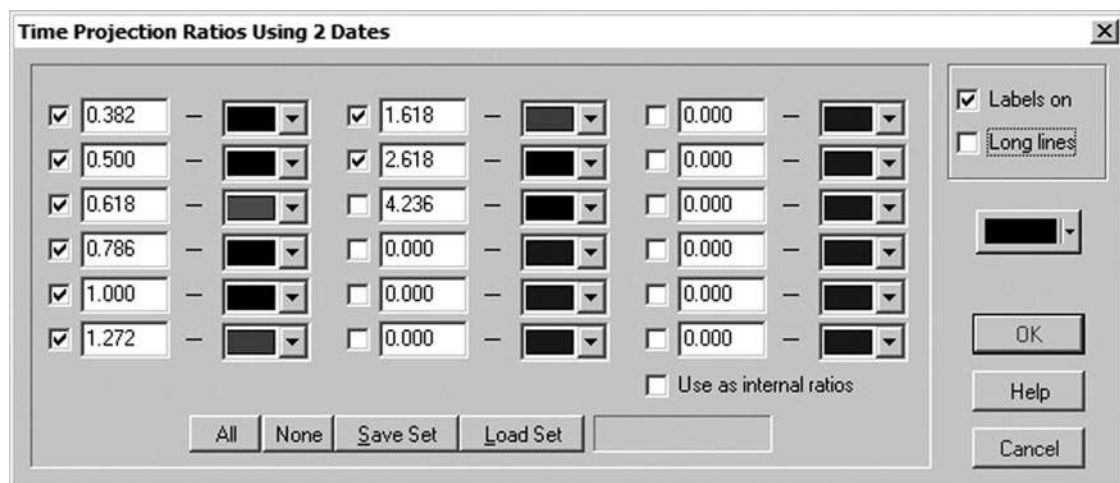 Time Projection Ratios Using 2 Dates
0.382 – 1.618 – 0.000 –
0.500 – 2.618 – 0.000 –
0.618 – 4.236 – 0.000 –
0.786 – 0.000 – 0.000 –
1.000 – 0.000 – 0.000 –
1.272 – 0.000 – 0.000 –
Use as internal ratios
All None Save Set Load Set
Labels on
Long lines
OK
Help
Cancel